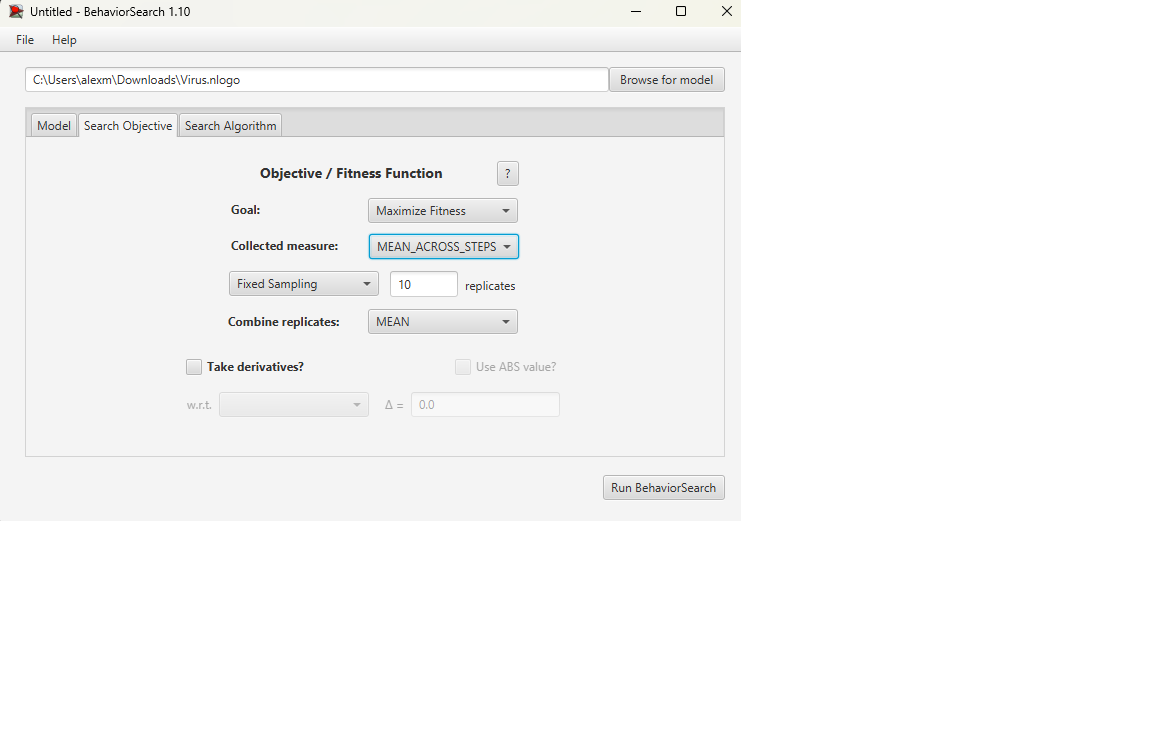 Untitled - BehaviorSearch 1.10
File Help
C:\Users\alexm\Downloads\Virus.nlogo Browse for model
Model Search Objective Search Algorithm
Objective / Fitness Function ?
Goal: Maximize Fitness
Collected measure: MEAN_ACROSS_STEPS
Fixed Sampling 10 replicates
Combine replicates: MEAN
Take derivatives? Use ABS value?
w.r.t. Δ = 0.0
Run BehaviorSearch